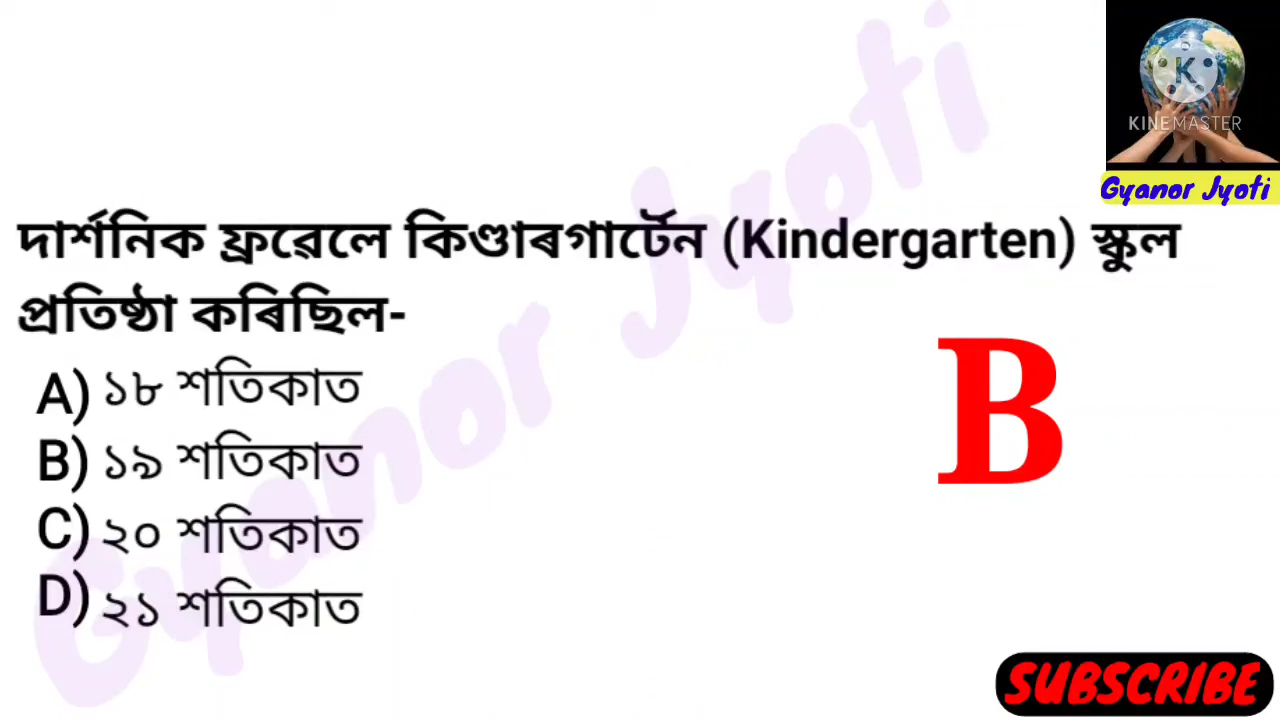 KINEMASTER
Gyanor Jyoti
দাৰ্শনিক ফ্ৰৱেলে কিণ্ডাৰগাৰ্টেন (Kindergarten) স্কুল
প্ৰতিষ্ঠা কৰিছিল-
A) ১৮ শতিকাত
B) ১৯ শতিকাত
C) ২০ শতিকাত
D) ২১ শতিকাত
B
Gyanor Jyoti
SUBSCRIBE